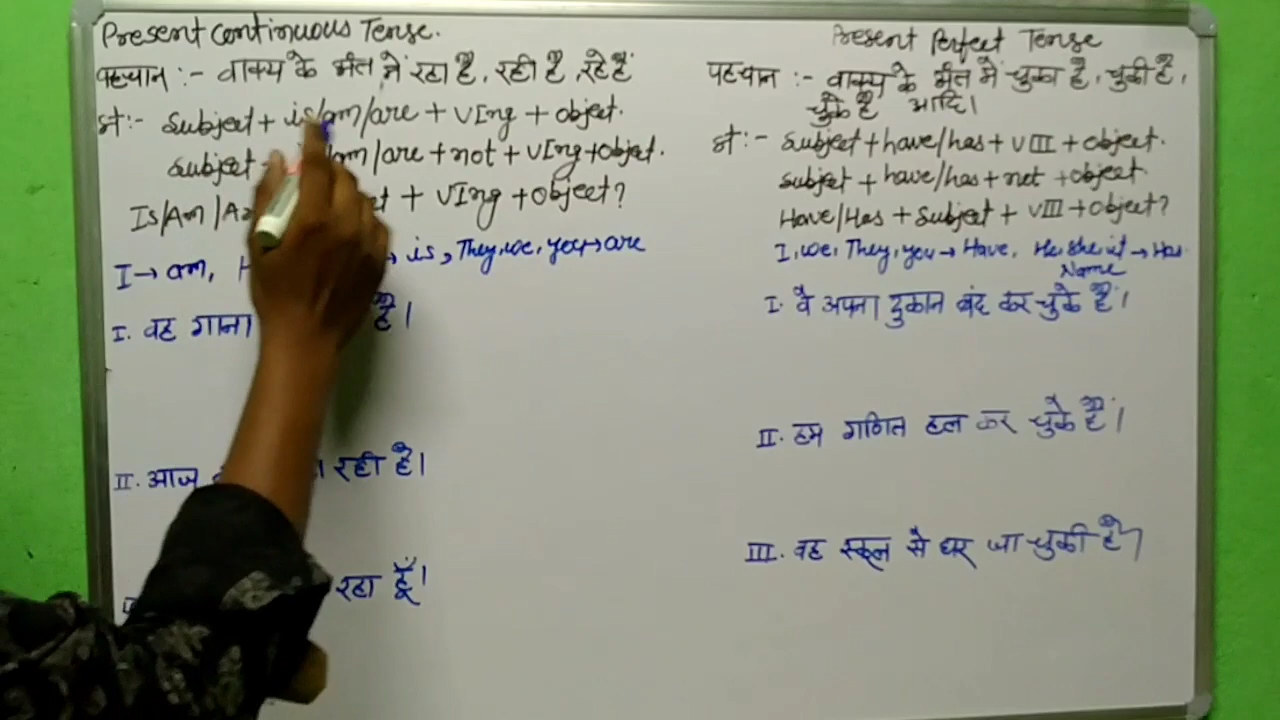 Present continuous Tense.
पहचान :- वाक्य के अंत में रहा है, रही है, रहे हैं
सं :- Subject + is/am/are + VIng + object.
Subject + /am/are + not + VIng + object.
Is/Am/ + VIng + object?
I → am, → is, They, we, you → are
I. वह गाना है।
II. आज रही है।
रहा हूँ।
Present Perfect Tense
पहचान :- वाक्य के अंत में चुका है, चुकी है,
चुके हैं आदि।
सं :- Subject + have/has + VIII + object.
Subject + have/has + not + object.
Have/Has + Subject + VIII + object?
I, we, They, you → Have, He, she, it → Has.
Name
I. वे अपना दुकान बंद कर चुके हैं।
II. हम गणित हल कर चुके हैं।
III. वह स्कूल से घर जा चुकी है